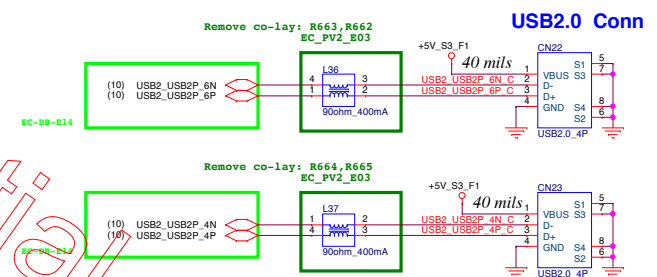 USB2.0 Conn
Remove co-lay: R663,R662
EC_PV2_E03
+5V_S3_F1
40 mils
CN22
L36
(10) USB2_USB2P_6N
(10) USB2_USB2P_6P
4 3
1 2
90ohm_400mA
USB2_USB2P_6N_C
USB2_USB2P_6P_C
1 VBUS
2 D-
3 D+
4 GND
S1 5
S3 7
S4 8
S2 6
USB2.0_4P
EC-DB-E14
Remove co-lay: R664,R665
EC_PV2_E03
+5V_S3_F1
40 mils
CN23
L37
(10) USB2_USB2P_4N
(10) USB2_USB2P_4P
1 2
4 3
90ohm_400mA
USB2_USB2P_4N_C
USB2_USB2P_4P_C
1 VBUS
2 D-
3 D+
4 GND
S1 5
S3 7
S4 8
S2 6
USB2.0_4P
EC-DB-E14